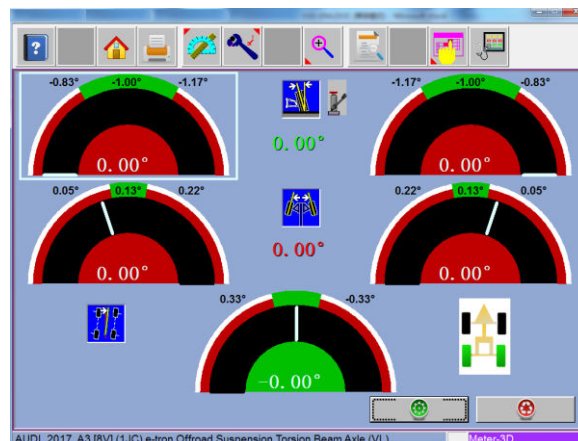 ?
-0.83° -1.00° -1.17°
0.00°
0.00°
-1.17° -1.00° -0.83°
0.00°
0.05° 0.13° 0.22°
0.00°
0.00°
0.22° 0.13° 0.05°
0.00°
0.33° -0.33°
-0.00°
AUDI, 2017, A3 [8V] (1JC) e-tron Offroad Suspension Torsion Beam Axle (VL)
Meter-3D